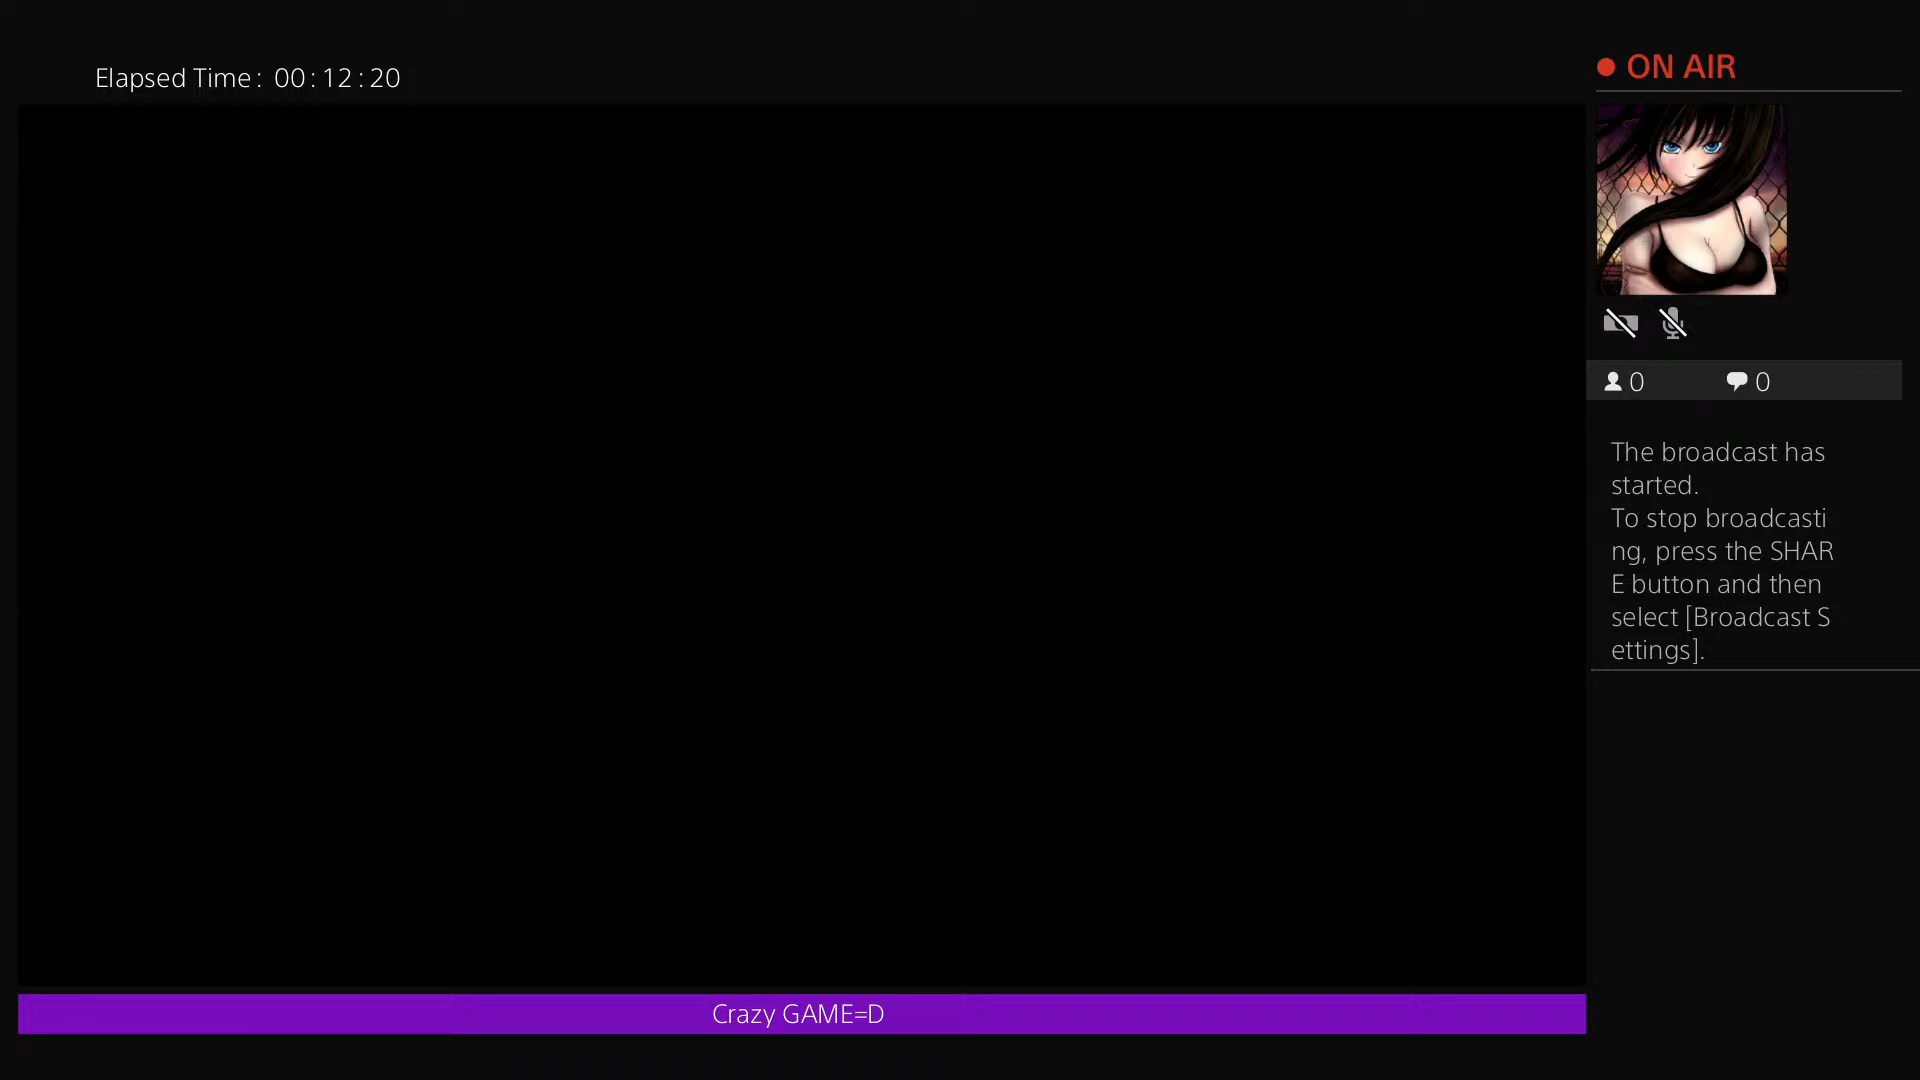 Elapsed Time: 00:12:20
ON AIR
0 0
The broadcast has
started.
To stop broadcasti
ng, press the SHAR
E button and then
select [Broadcast S
ettings].
Crazy GAME=D